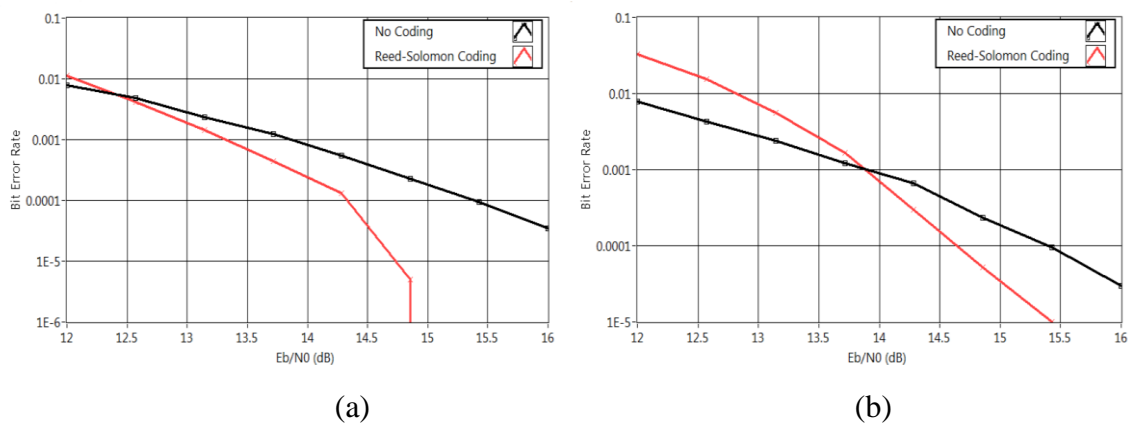 0.1
0.01
0.001
0.0001
1E-5
1E-6
Bit Error Rate
No Coding
Reed-Solomon Coding
12 12.5 13 13.5 14 14.5 15 15.5 16
Eb/N0 (dB)
(a)
0.1
0.01
0.001
0.0001
1E-5
Bit Error Rate
No Coding
Reed-Solomon Coding
12 12.5 13 13.5 14 14.5 15 15.5 16
Eb/N0 (dB)
(b)